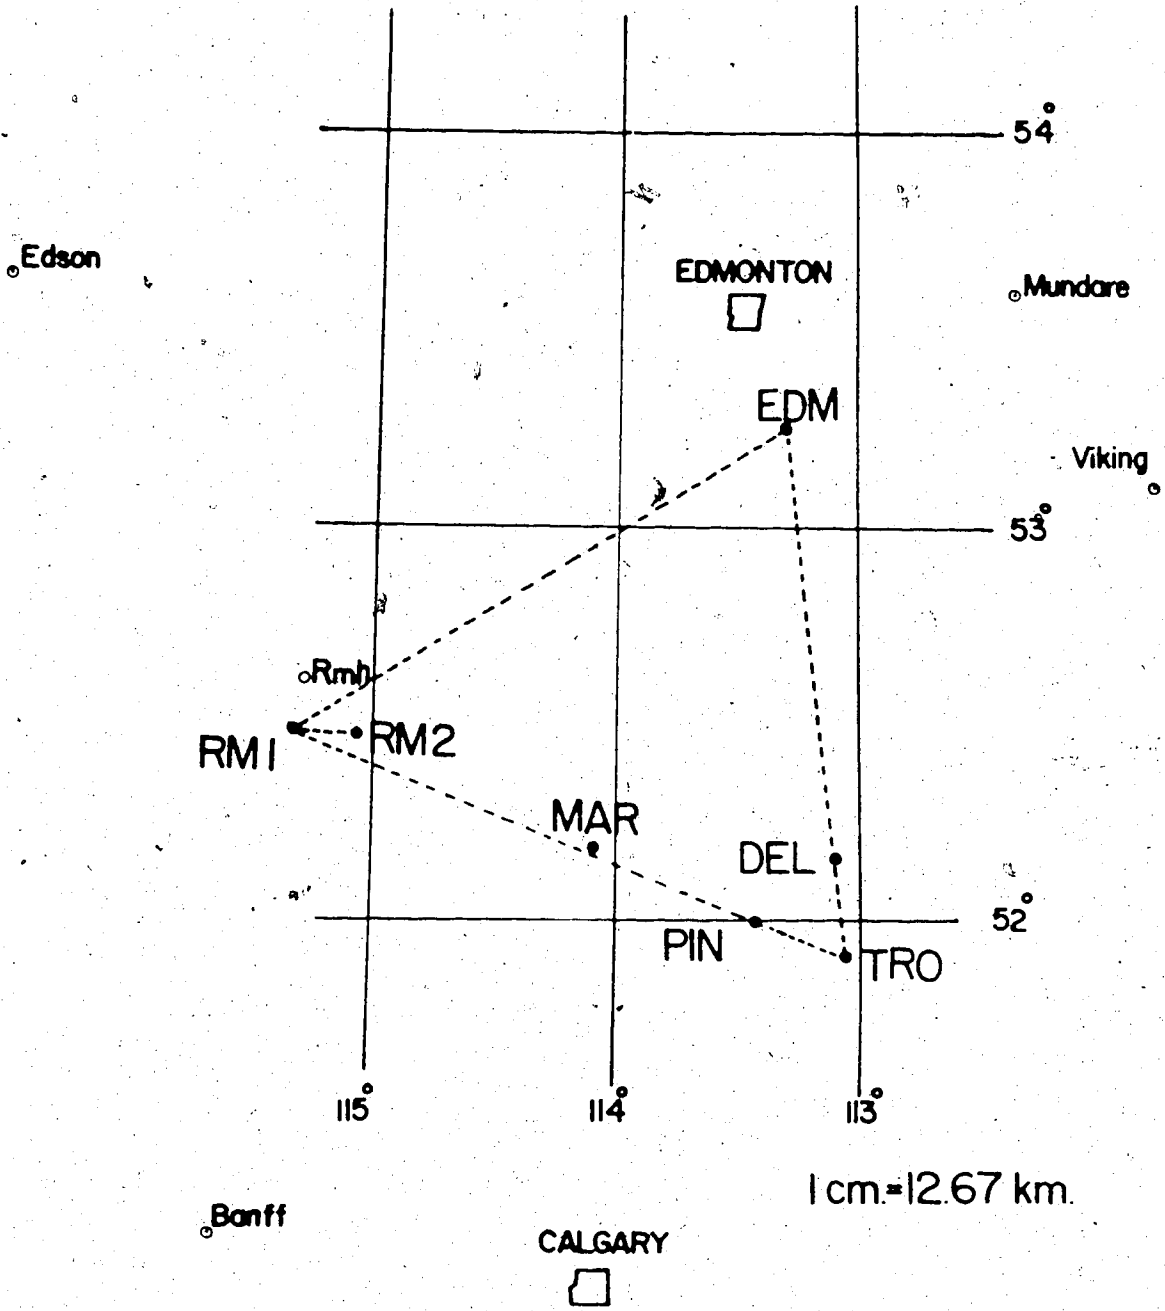 54°
Edson
EDMONTON
Mundare
EDM
Viking
53°
Rmh
RM1
RM2
MAR
DEL
52°
PIN
TRO
115°
114°
113°
1 cm.=12.67 km.
Banff
CALGARY